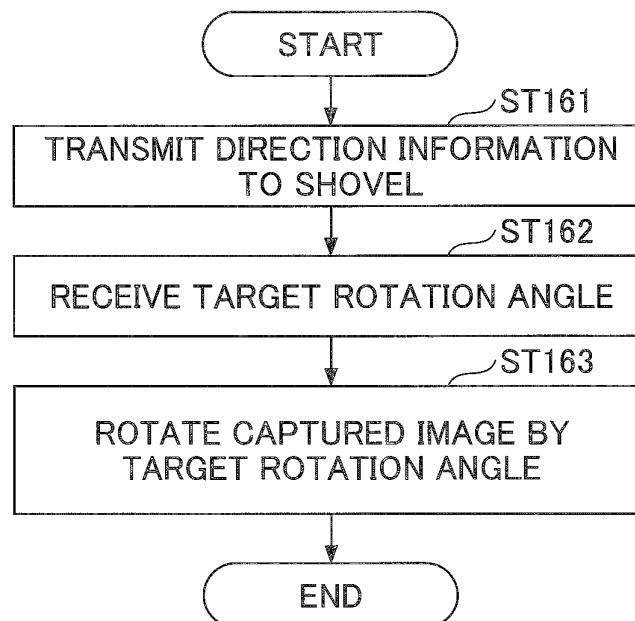 START
ST161
TRANSMIT DIRECTION INFORMATION
TO SHOVEL
ST162
RECEIVE TARGET ROTATION ANGLE
ST163
ROTATE CAPTURED IMAGE BY
TARGET ROTATION ANGLE
END